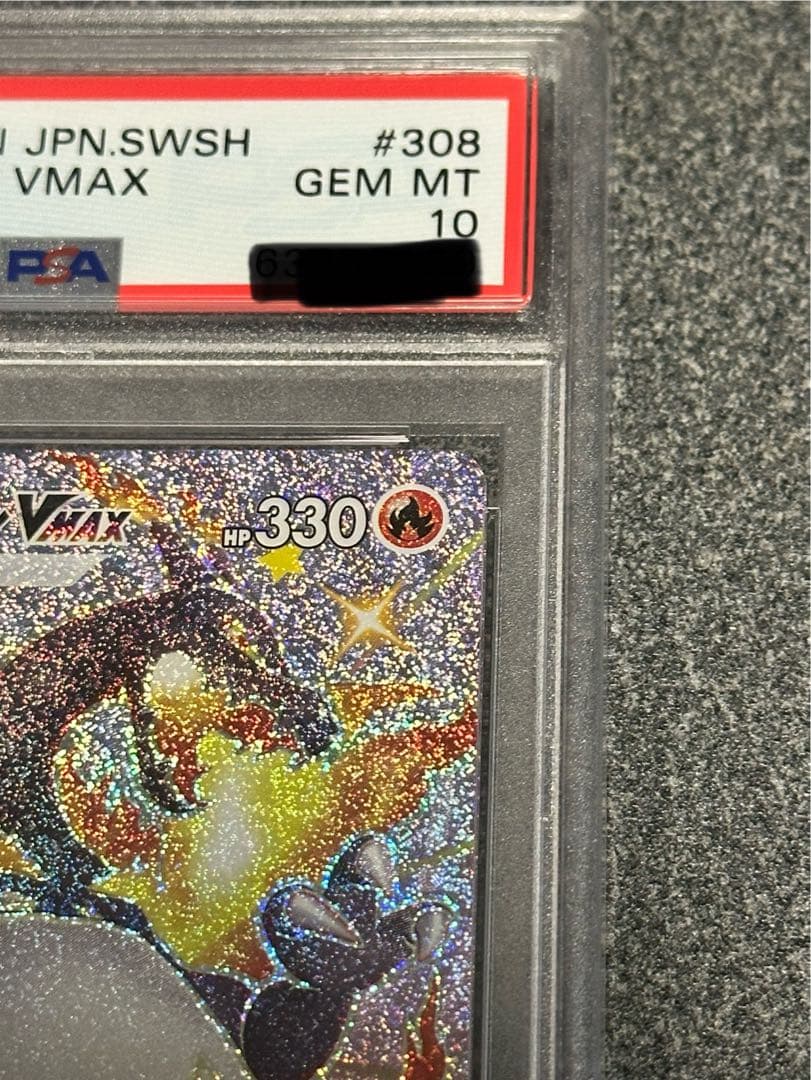 JPN.SWSH #308
VMAX GEM MT
10
PSA
VMAX HP330